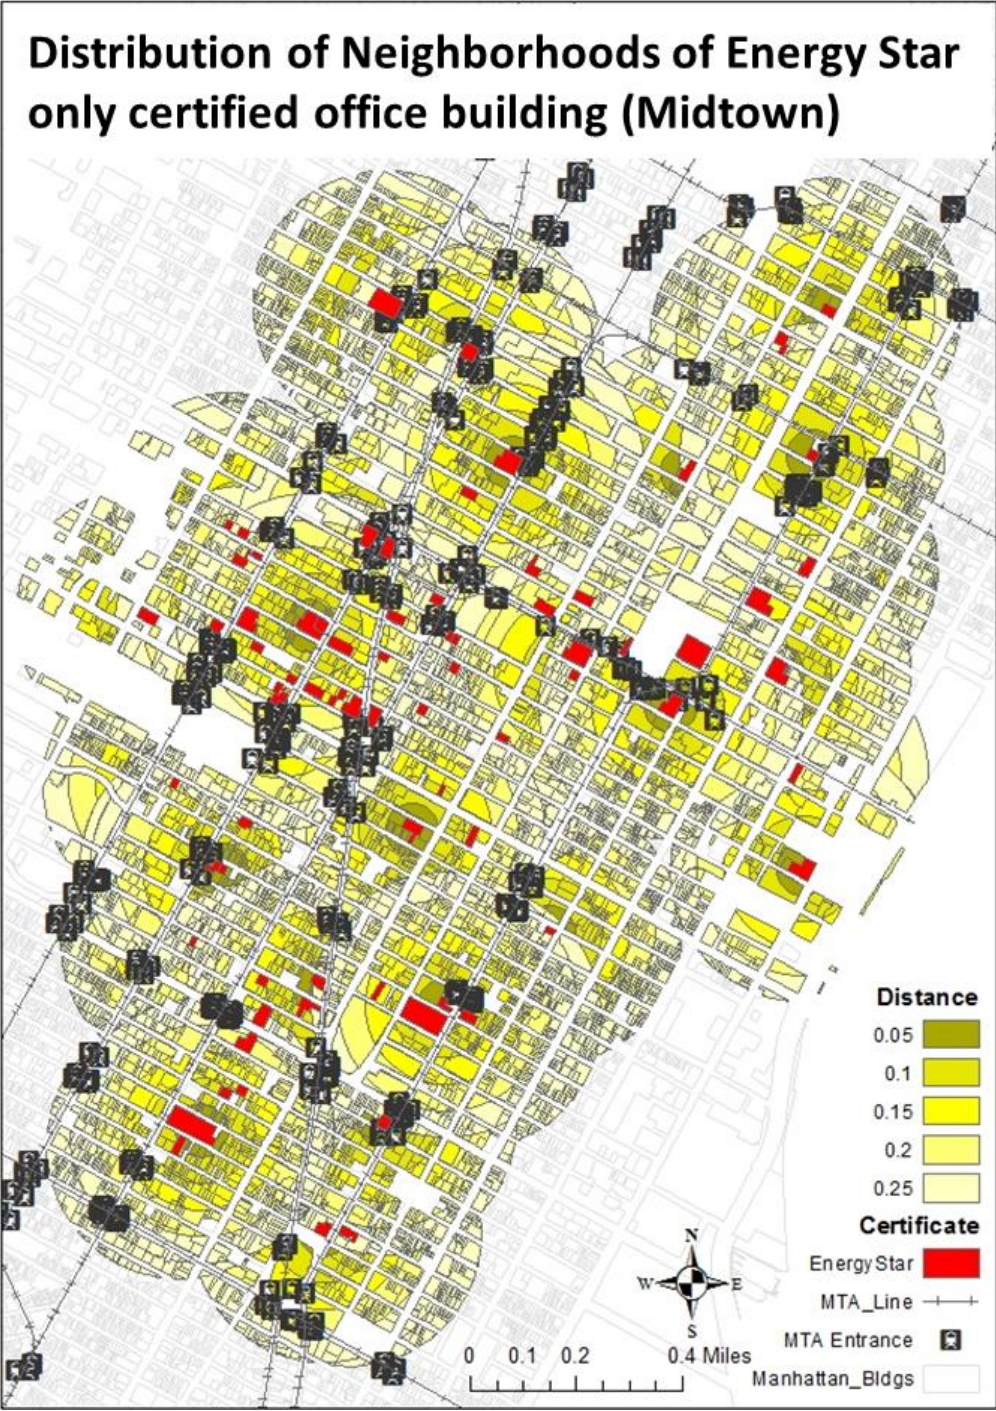 Distribution of Neighborhoods of Energy Star
only certified office building (Midtown)
Distance
0.05
0.1
0.15
0.2
0.25
Certificate
EnergyStar
MTA_Line
MTA Entrance
Manhattan_Bldgs
N
W E
S
0 0.1 0.2 0.4 Miles